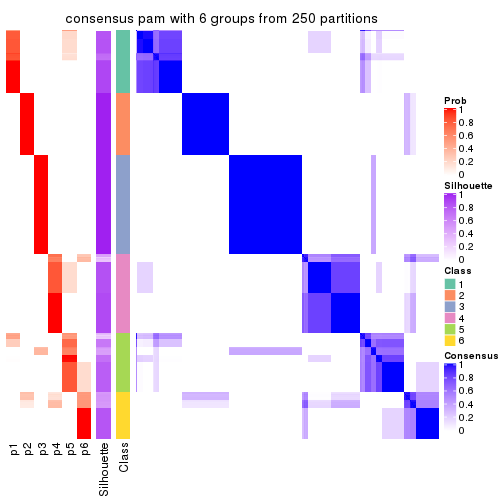 consensus pam with 6 groups from 250 partitions
Prob
1
0.8
0.6
0.4
0.2
0
Silhouette
1
0.8
0.6
0.4
0.2
0
Class
1
2
3
4
5
6
Consensus
1
0.8
0.6
0.4
0.2
0
p1
p2
p3
p4
p5
p6
Silhouette
Class